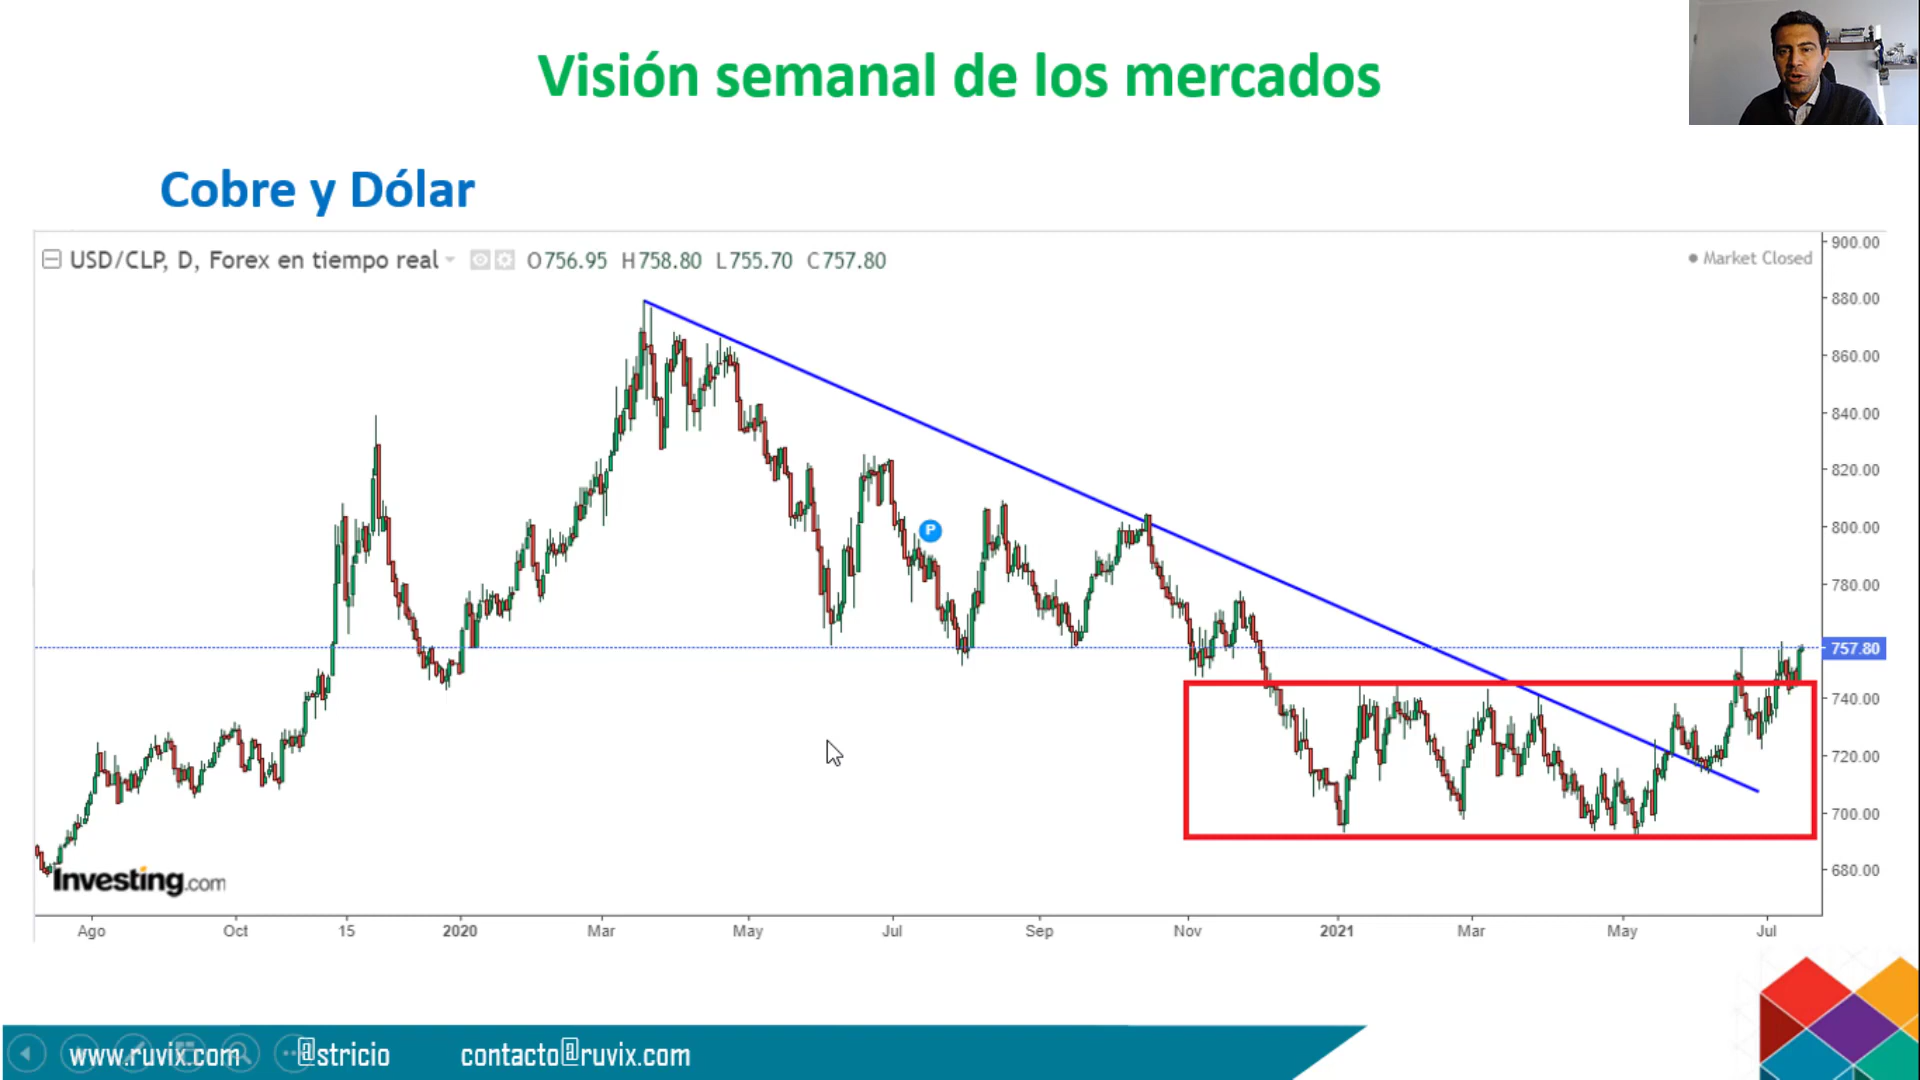 Visión semanal de los mercados
Cobre y Dólar
USD/CLP, D, Forex en tiempo real O756.95 H758.80 L755.70 C757.80
Market Closed
900.00
880.00
860.00
840.00
820.00
800.00
780.00
757.80
740.00
720.00
700.00
680.00
P
Investing.com
Ago Oct 15 2020 Mar May Jul Sep Nov 2021 Mar May Jul
www.ruvix.com @stricio contacto@ruvix.com